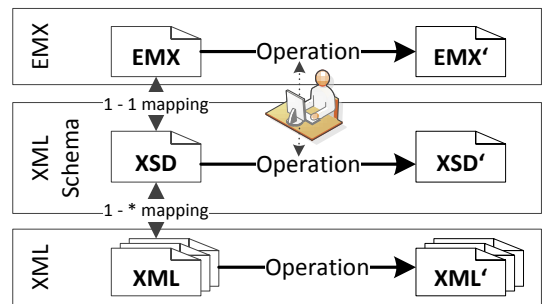 EMX
EMX
Operation
EMX‘
1 - 1 mapping
XML
Schema
XSD
Operation
XSD‘
1 - * mapping
XML
XML
Operation
XML‘